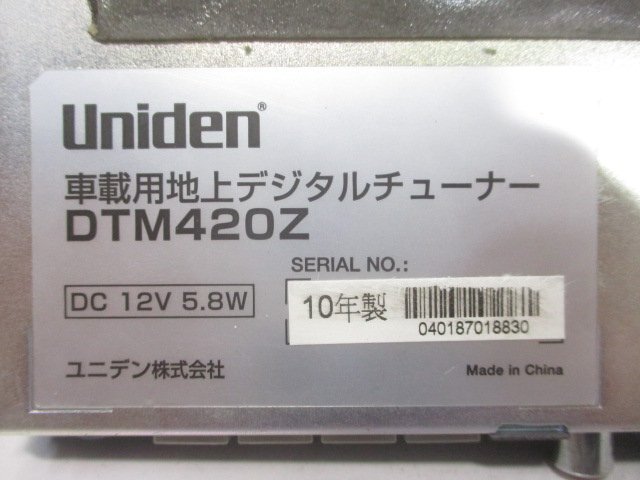 Uniden®
車載用地上デジタルチューナー
DTM420Z
SERIAL NO.:
DC 12V 5.8W
10年製
040187018830
ユニデン株式会社
Made in China